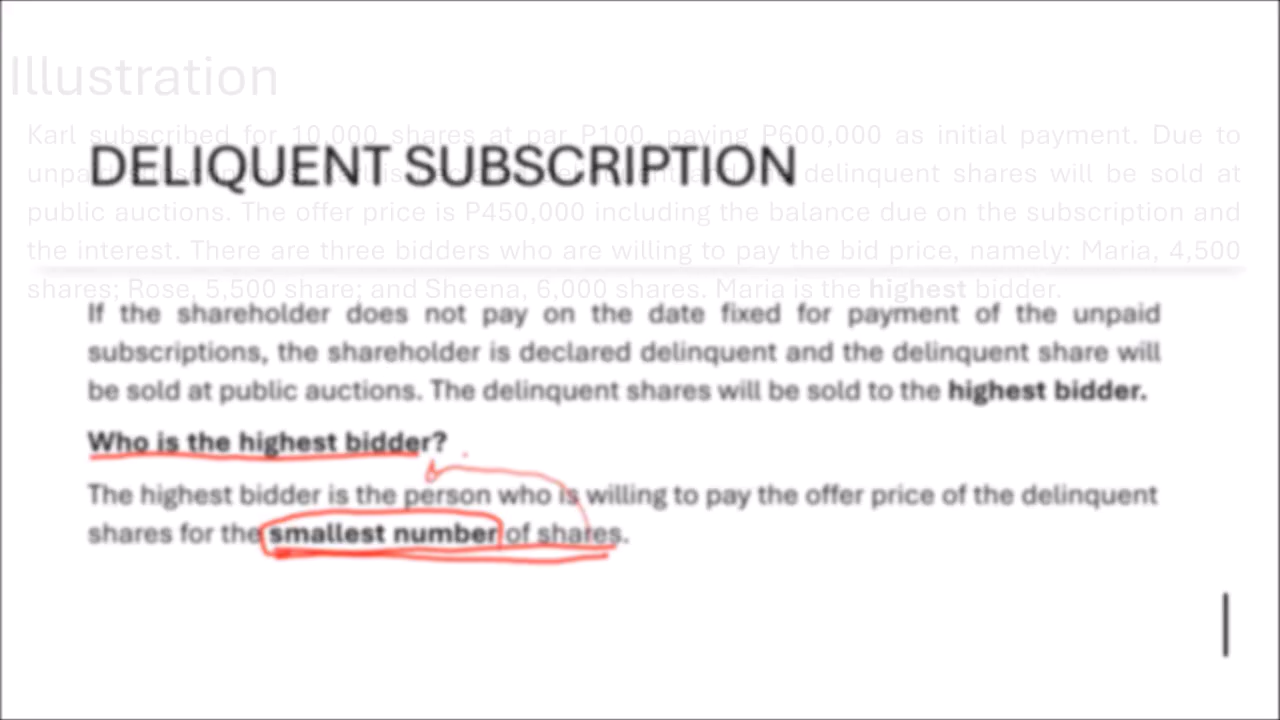 Illustration
Karl subscribed for 10,000 shares at par P100, paying P600,000 as initial payment. Due to
delinquent shares will be sold at
public auctions. The offer price is P450,000 including the balance due on the subscription and
the interest. There are three bidders who are willing to pay the bid price, namely: Maria, 4,500
shares; Rose, 5,500 share; and Sheena, 6,000 shares. Maria is the highest bidder.
DELIQUENT SUBSCRIPTION
If the shareholder does not pay on the date fixed for payment of the unpaid
subscriptions, the shareholder is declared delinquent and the delinquent share will
be sold at public auctions. The delinquent shares will be sold to the highest bidder.
Who is the highest bidder?
The highest bidder is the person who is willing to pay the offer price of the delinquent
shares for the smallest number of shares.